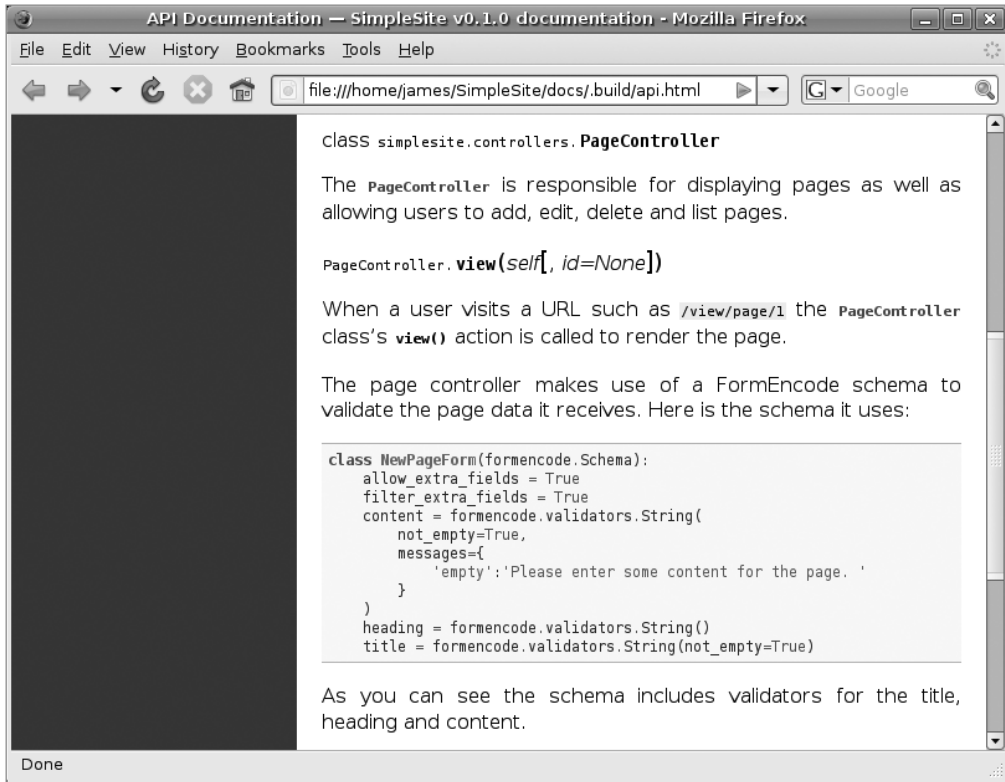 API Documentation — SimpleSite v0.1.0 documentation - Mozilla Firefox
File Edit View History Bookmarks Tools Help
file:///home/james/SimpleSite/docs/.build/api.html
G Google
class simplesite.controllers.PageController
The PageController is responsible for displaying pages as well as
allowing users to add, edit, delete and list pages.
PageController.view(self[, id=None])
When a user visits a URL such as /view/page/1 the PageController
class's view() action is called to render the page.
The page controller makes use of a FormEncode schema to
validate the page data it receives. Here is the schema it uses:
class NewPageForm(formencode.Schema):
    allow_extra_fields = True
    filter_extra_fields = True
    content = formencode.validators.String(
        not_empty=True,
        messages={
            'empty':'Please enter some content for the page. '
        }
    )
    heading = formencode.validators.String()
    title = formencode.validators.String(not_empty=True)
As you can see the schema includes validators for the title,
heading and content.
Done